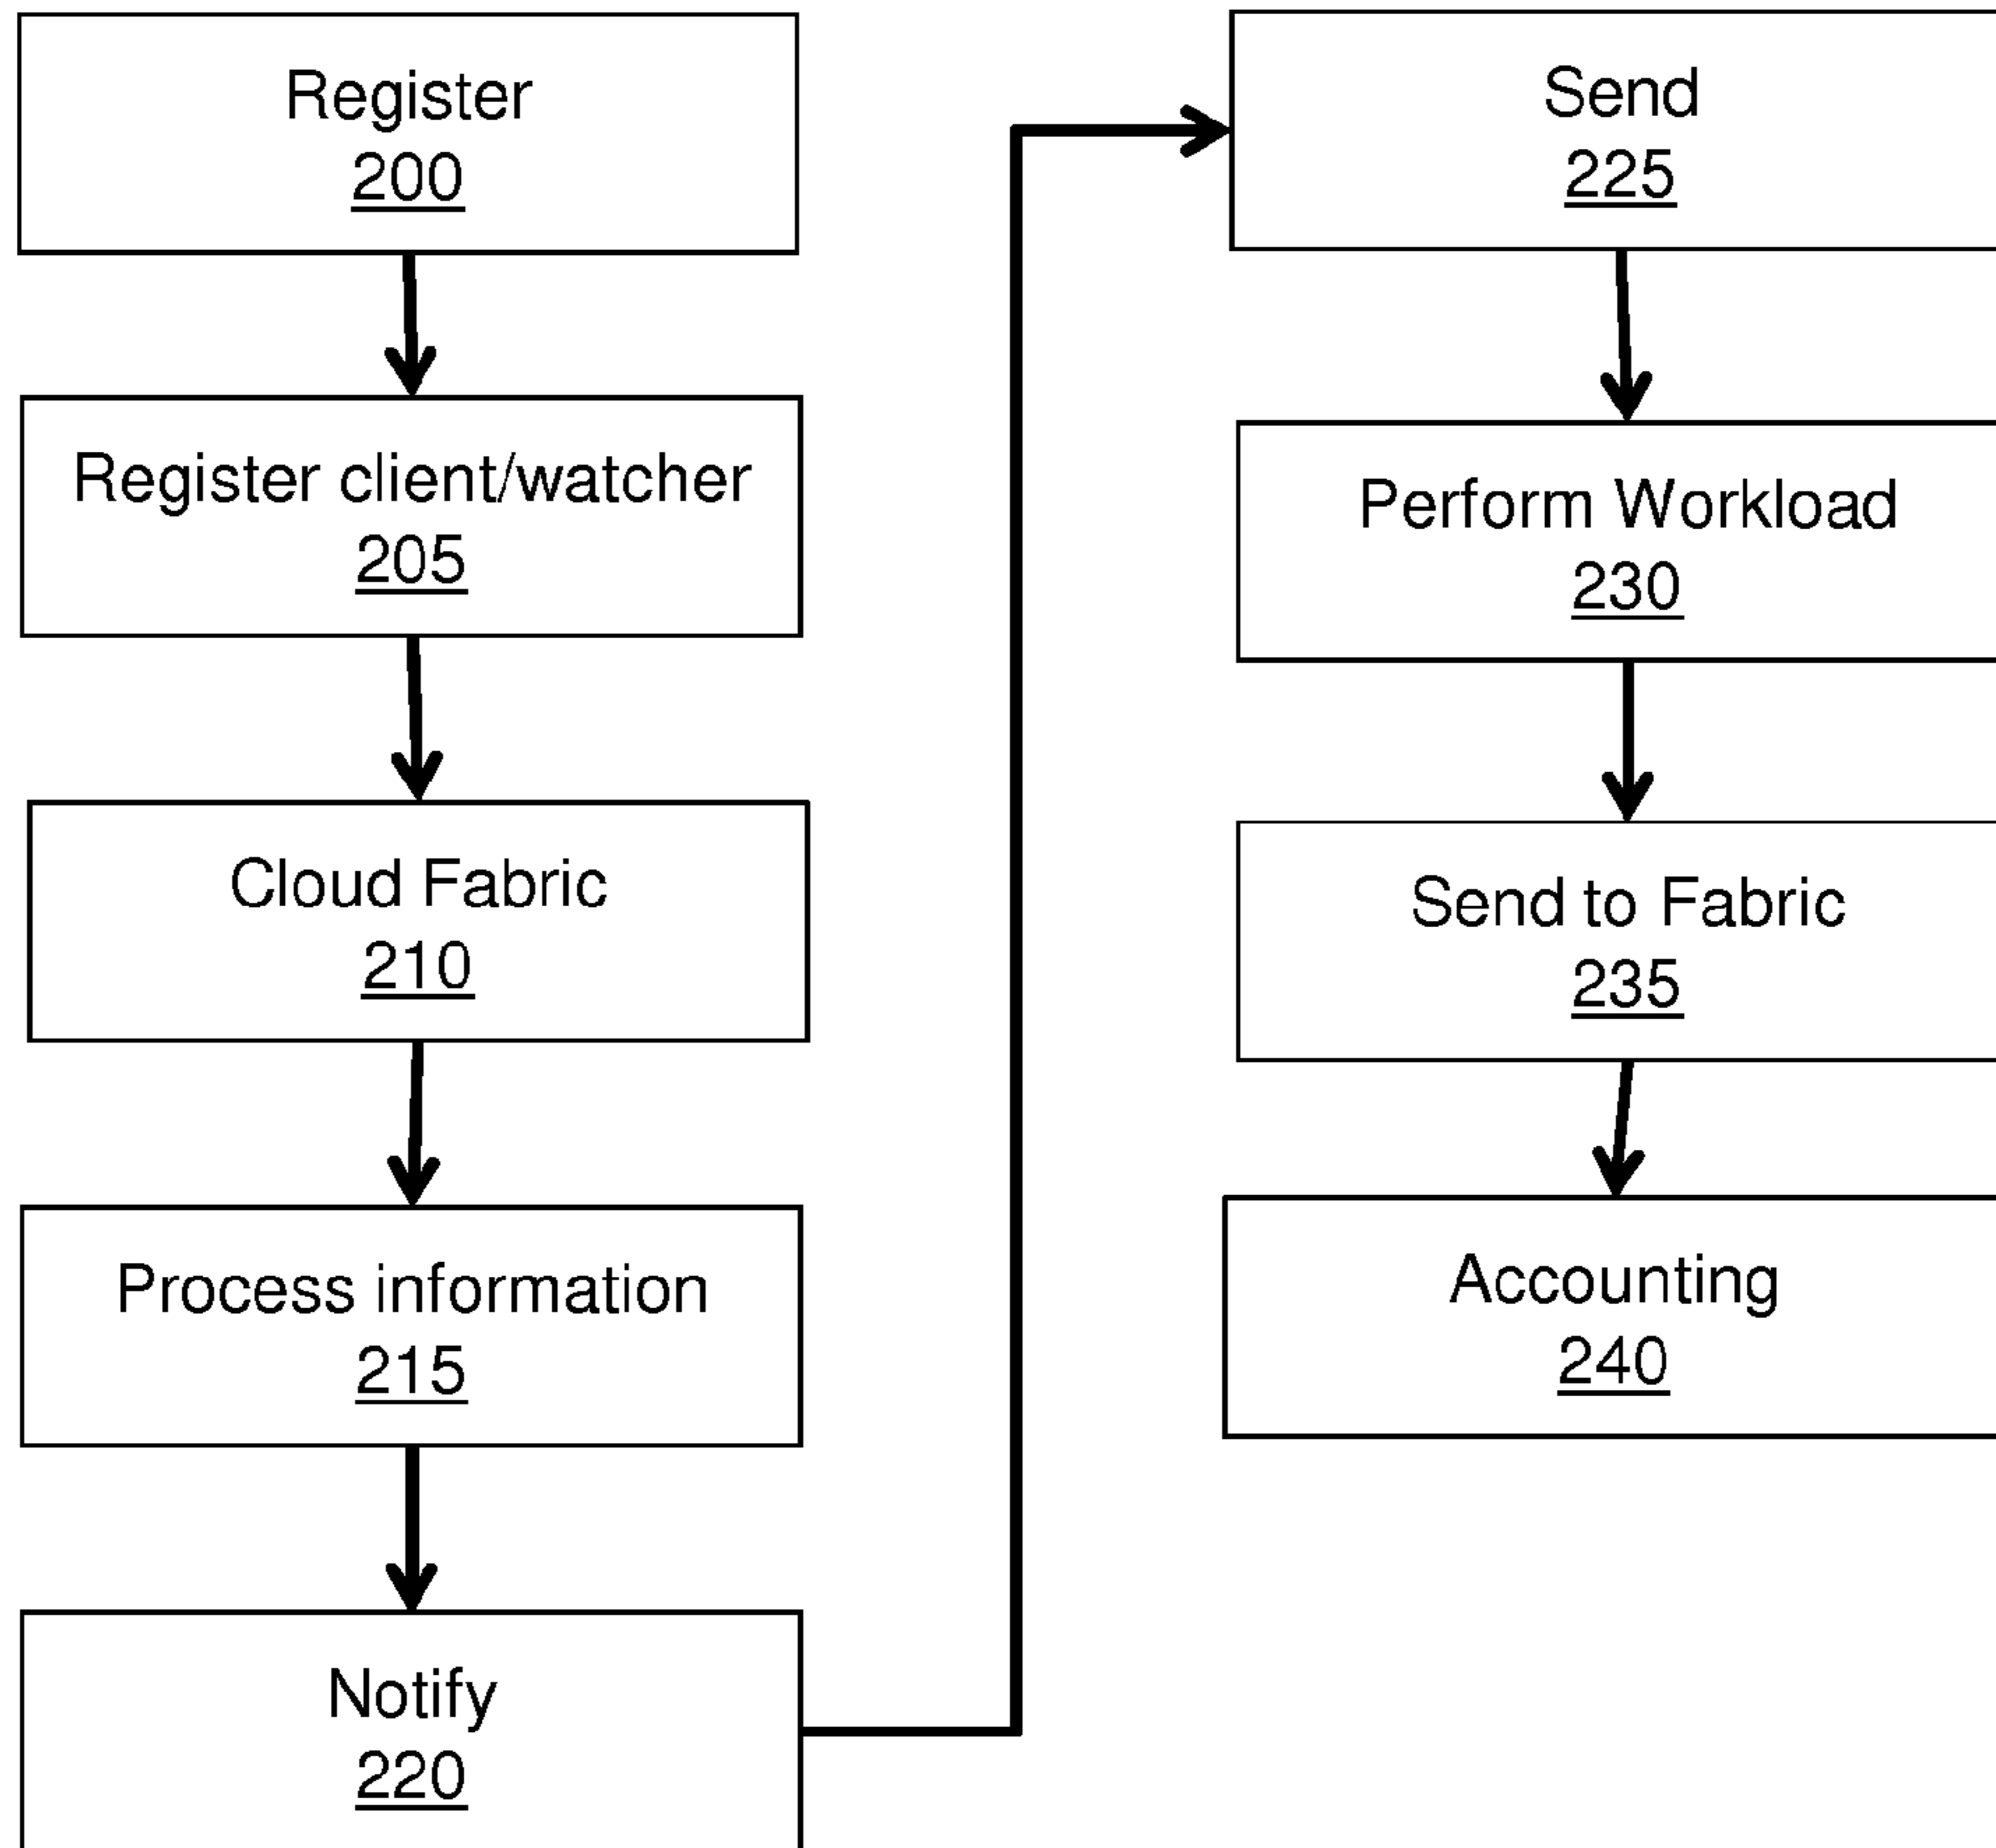 Register
200
Register client/watcher
205
Cloud Fabric
210
Process information
215
Notify
220
Send
225
Perform Workload
230
Send to Fabric
235
Accounting
240